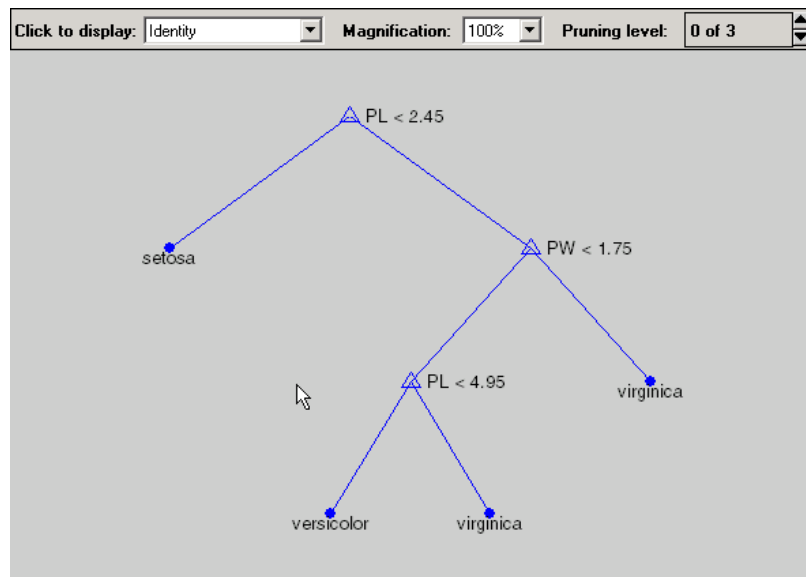 Click to display: Identity Magnification: 100% Pruning level: 0 of 3
PL < 2.45
setosa
PW < 1.75
PL < 4.95
virginica
versicolor virginica